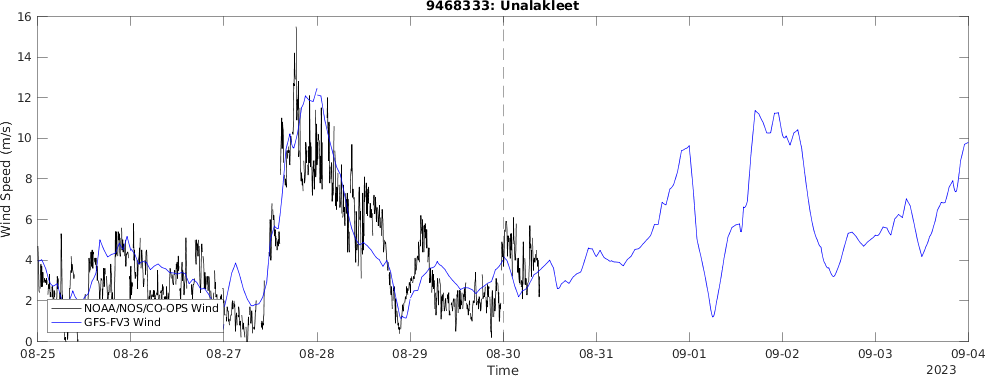 9468333: Unalakleet
16
14
12
10
8
6
4
2
0
Wind Speed (m/s)
NOAA/NOS/CO-OPS Wind
GFS-FV3 Wind
08-25 08-26 08-27 08-28 08-29 08-30 08-31 09-01 09-02 09-03 09-04
Time
2023